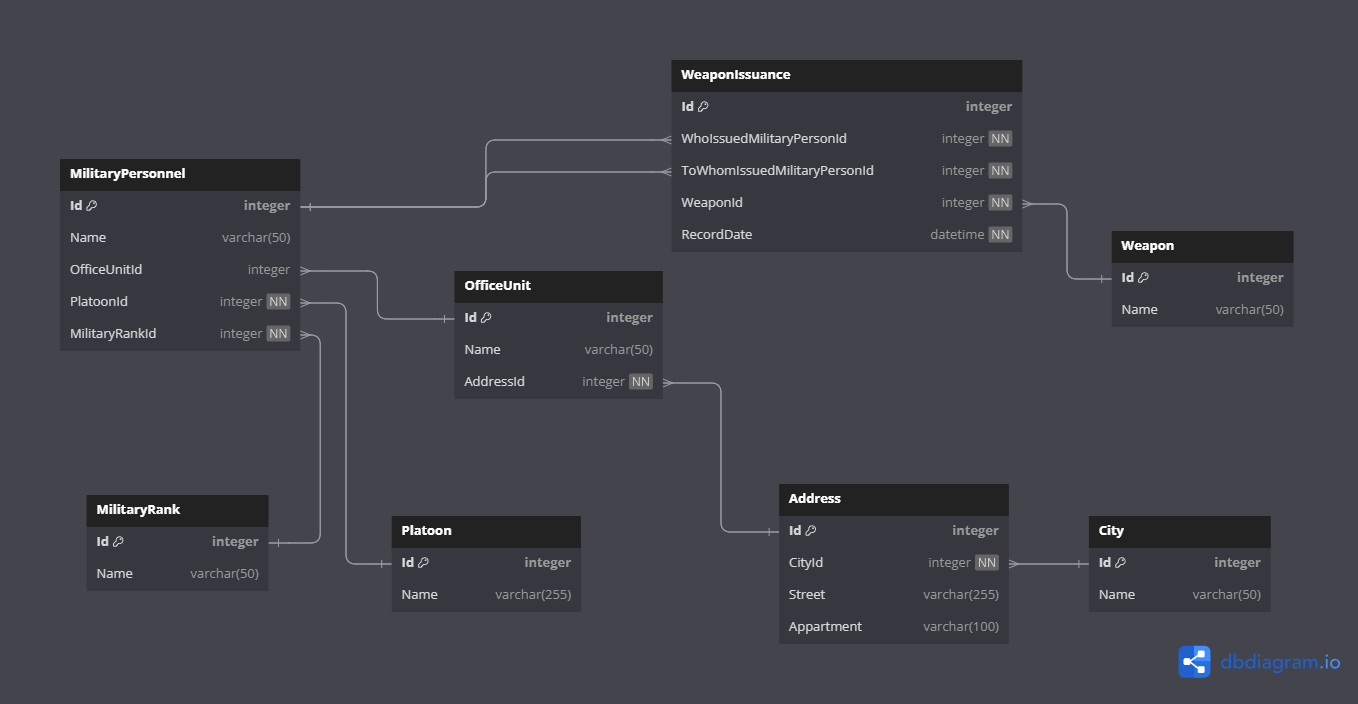 WeaponIssuance
Id integer
WhoIssuedMilitaryPersonId integer NN
ToWhomIssuedMilitaryPersonId integer NN
WeaponId integer NN
RecordDate datetime NN
MilitaryPersonnel
Id integer
Name varchar(50)
OfficeUnitId integer
PlatoonId integer NN
MilitaryRankId integer NN
Weapon
Id integer
Name varchar(50)
OfficeUnit
Id integer
Name varchar(50)
AddressId integer NN
MilitaryRank
Id integer
Name varchar(50)
Platoon
Id integer
Name varchar(255)
Address
Id integer
CityId integer NN
Street varchar(255)
Appartment varchar(100)
City
Id integer
Name varchar(50)
dbdiagram.io